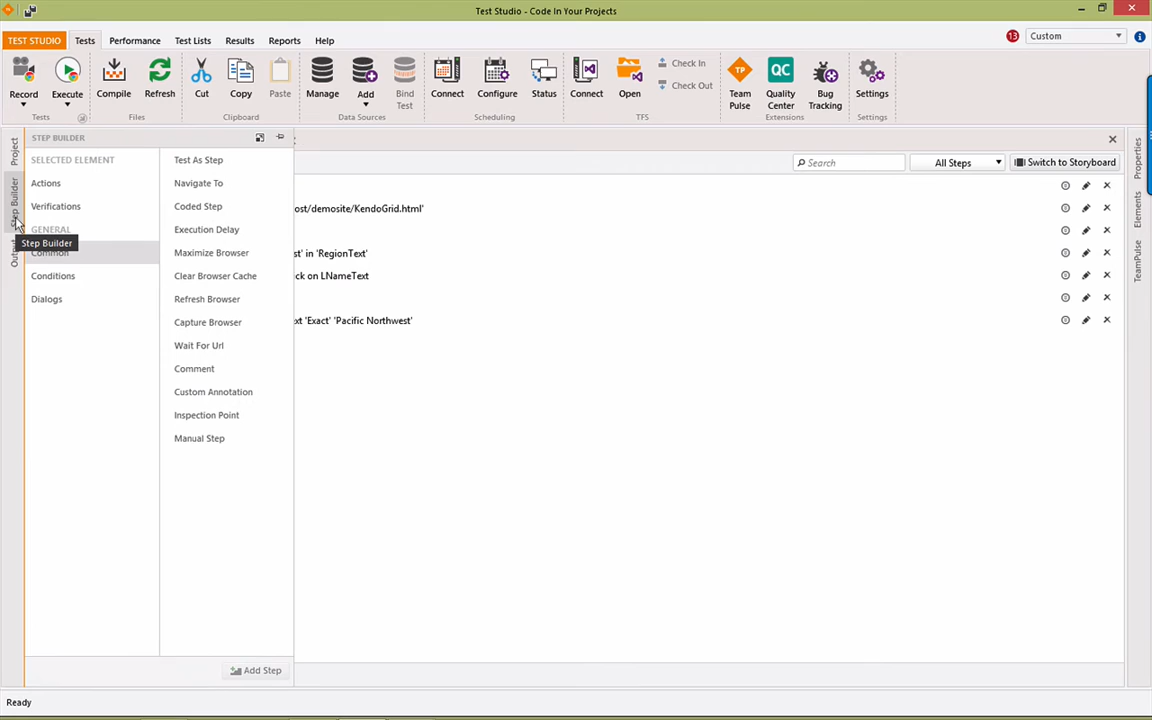 Test Studio - Code In Your Projects
TEST STUDIO Tests Performance Test Lists Results Reports Help 13 Custom
Record Execute Compile Refresh Cut Copy Paste Manage Add Bind Test Connect Configure Status Connect Open Check In Check Out Team Pulse Quality Center Bug Tracking Settings
TP QC
Tests Files Clipboard Data Sources Scheduling TFS Extensions Settings
Project
Step Builder
STEP BUILDER
SELECTED ELEMENT
Actions
Verifications
GENERAL
Step Builder
Common
Conditions
Dialogs
Test As Step
Navigate To
Coded Step
Execution Delay
Maximize Browser
Clear Browser Cache
Refresh Browser
Capture Browser
Wait For Url
Comment
Custom Annotation
Inspection Point
Manual Step
Add Step
Search All Steps Switch to Storyboard
ost/demosite/KendoGrid.html'
st' in 'RegionText'
ck on LNameText
xt 'Exact' 'Pacific Northwest'
Properties
Elements
TeamPulse
Ready